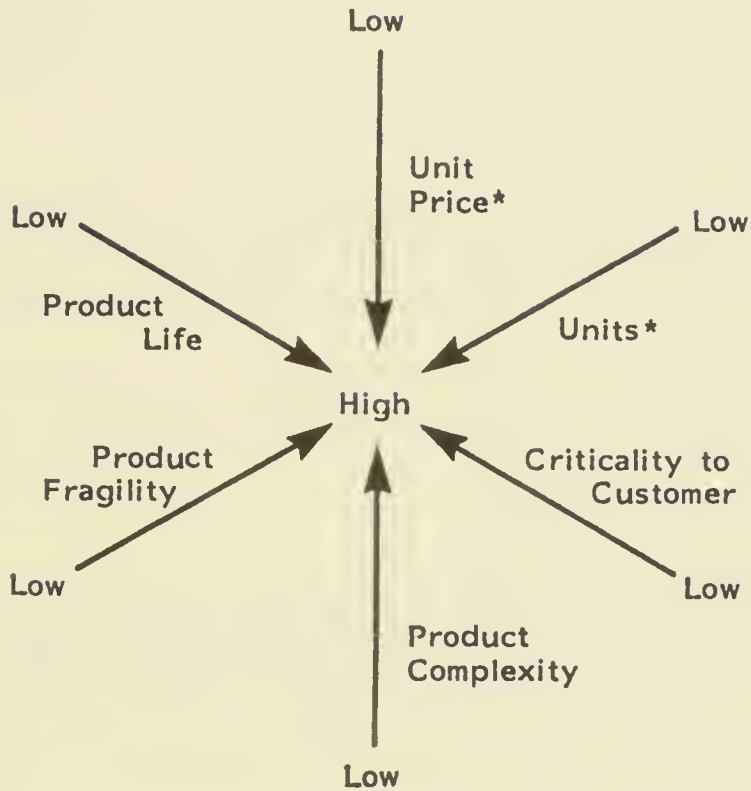 Low
Unit
Price*
Low
Low
Product
Life
Units*
High
Product
Fragility
Criticality to
Customer
Low
Low
Product
Complexity
Low